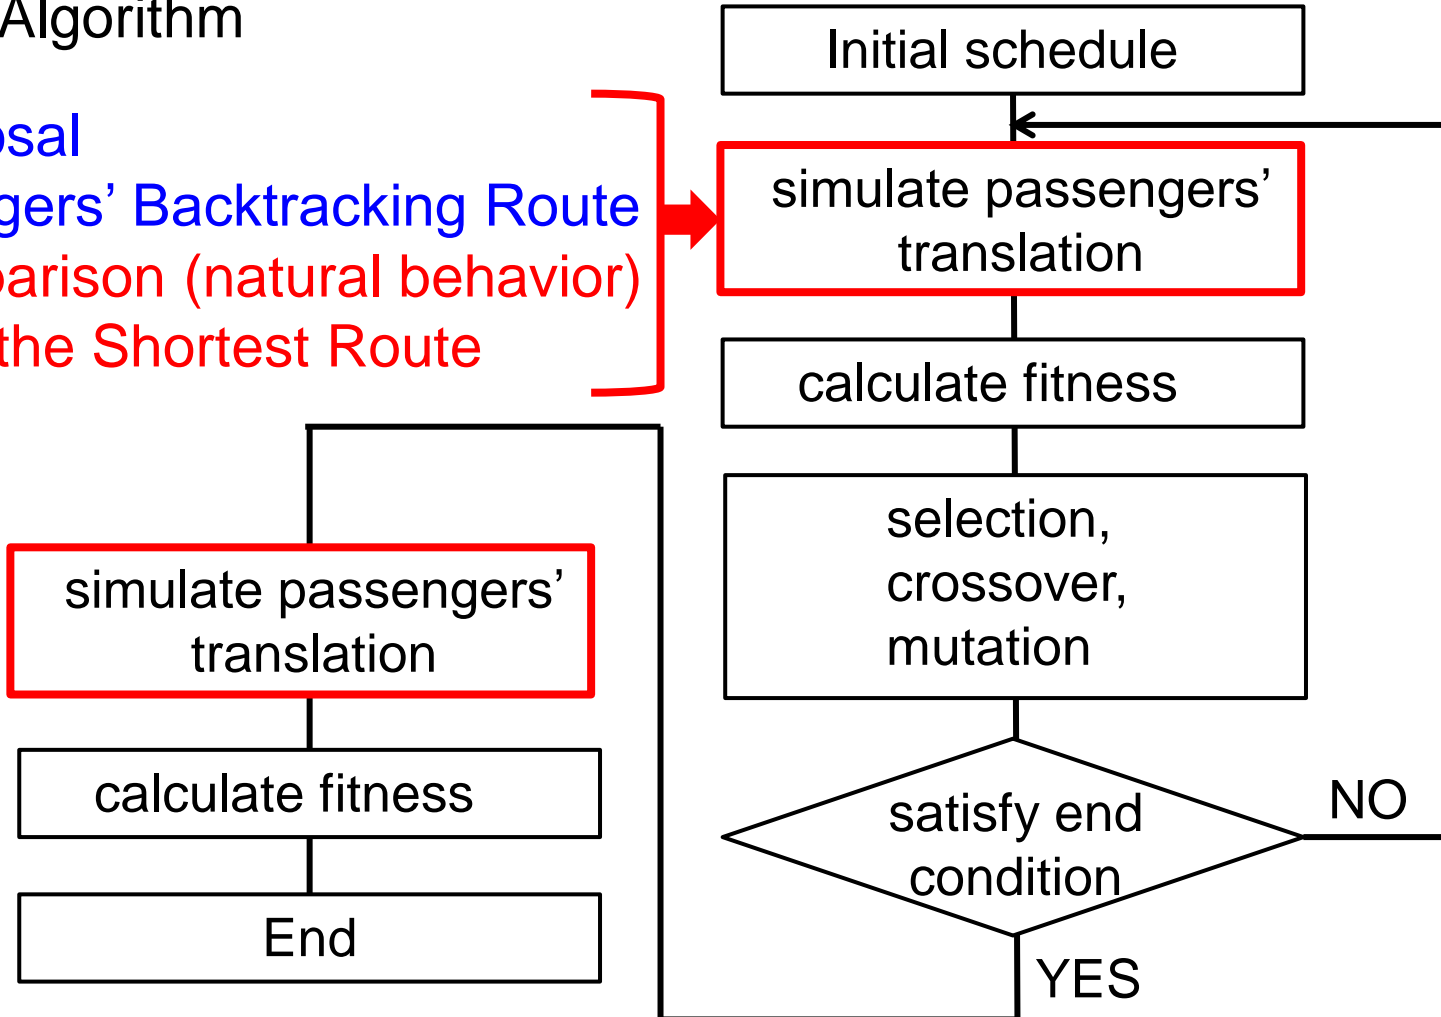 Algorithm
Initial schedule
osal
gers’ Backtracking Route
parison (natural behavior)
the Shortest Route
simulate passengers’
translation
calculate fitness
selection,
crossover,
mutation
satisfy end
condition
NO
YES
simulate passengers’
translation
calculate fitness
End